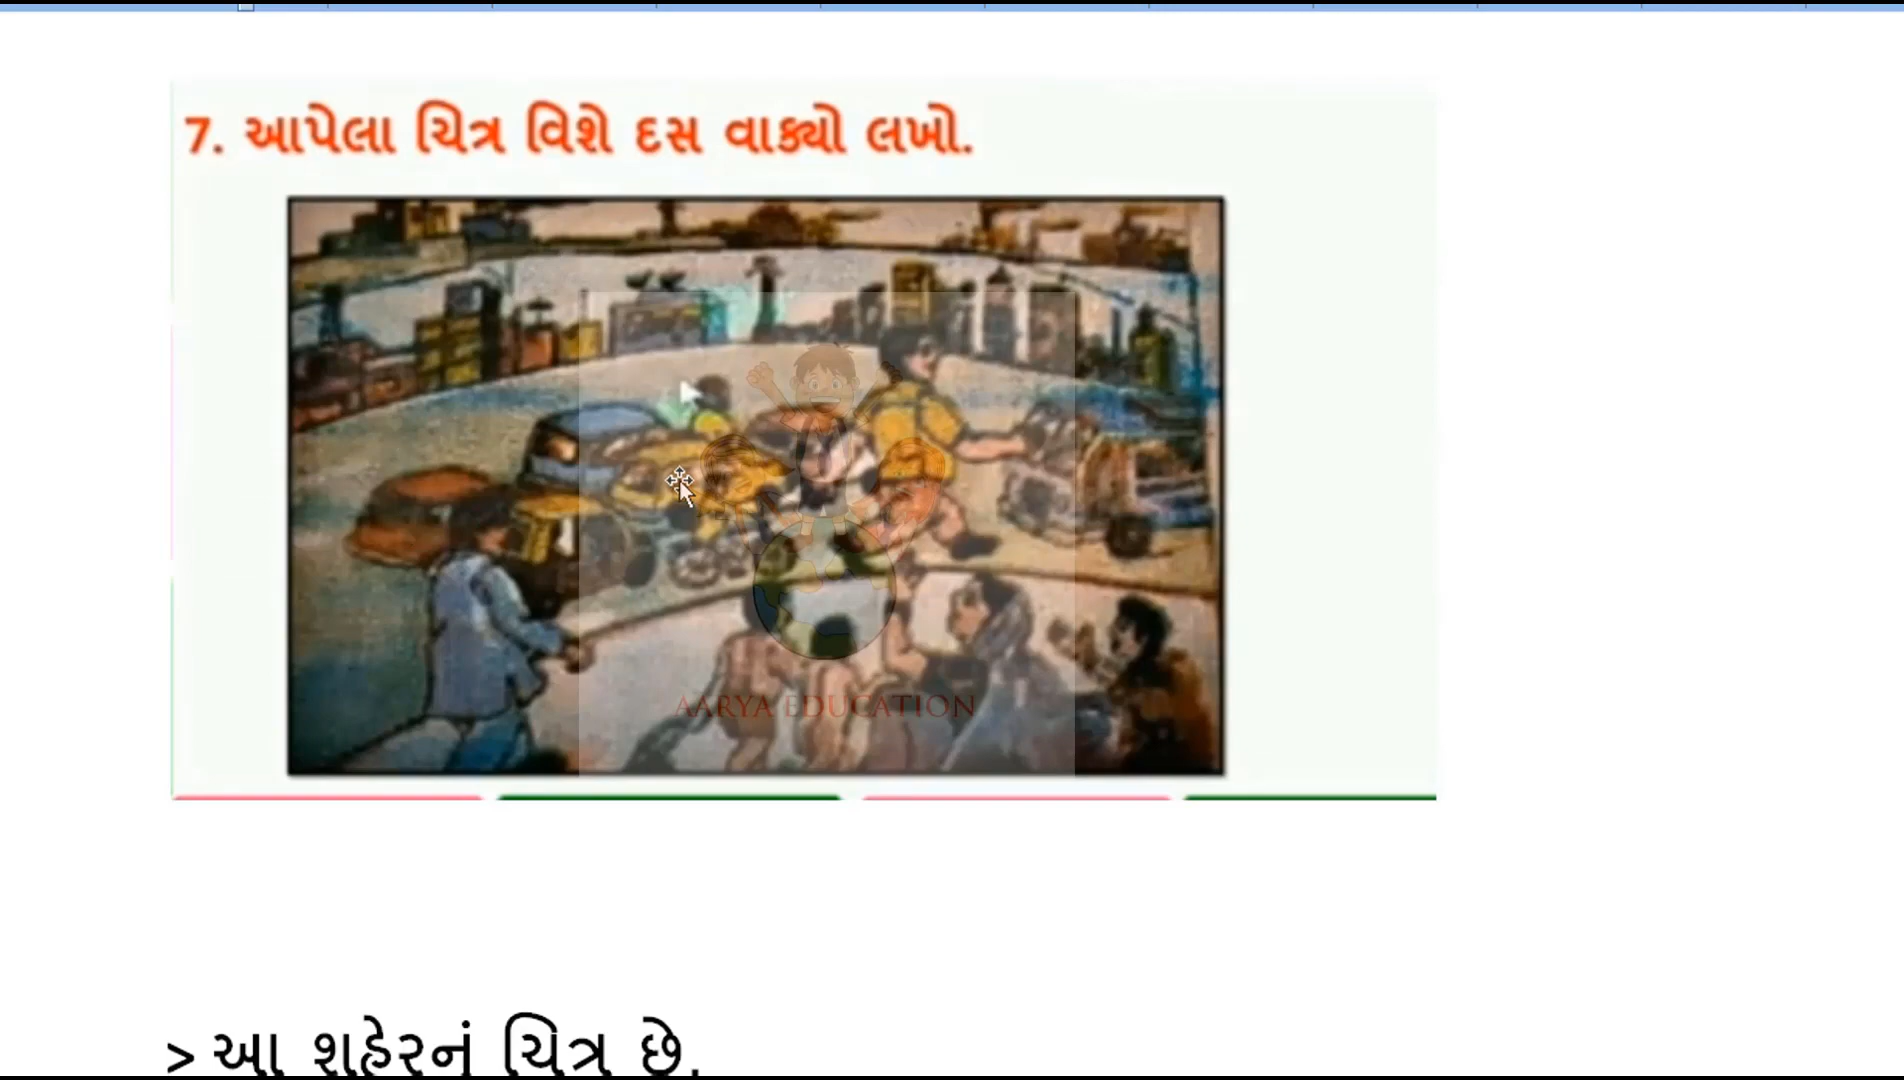 7. આપેલા ચિત્ર વિશે દસ વાક્યો લખો.
AARYA EDUCATION
> આ શહેરનું ચિત્ર છે.